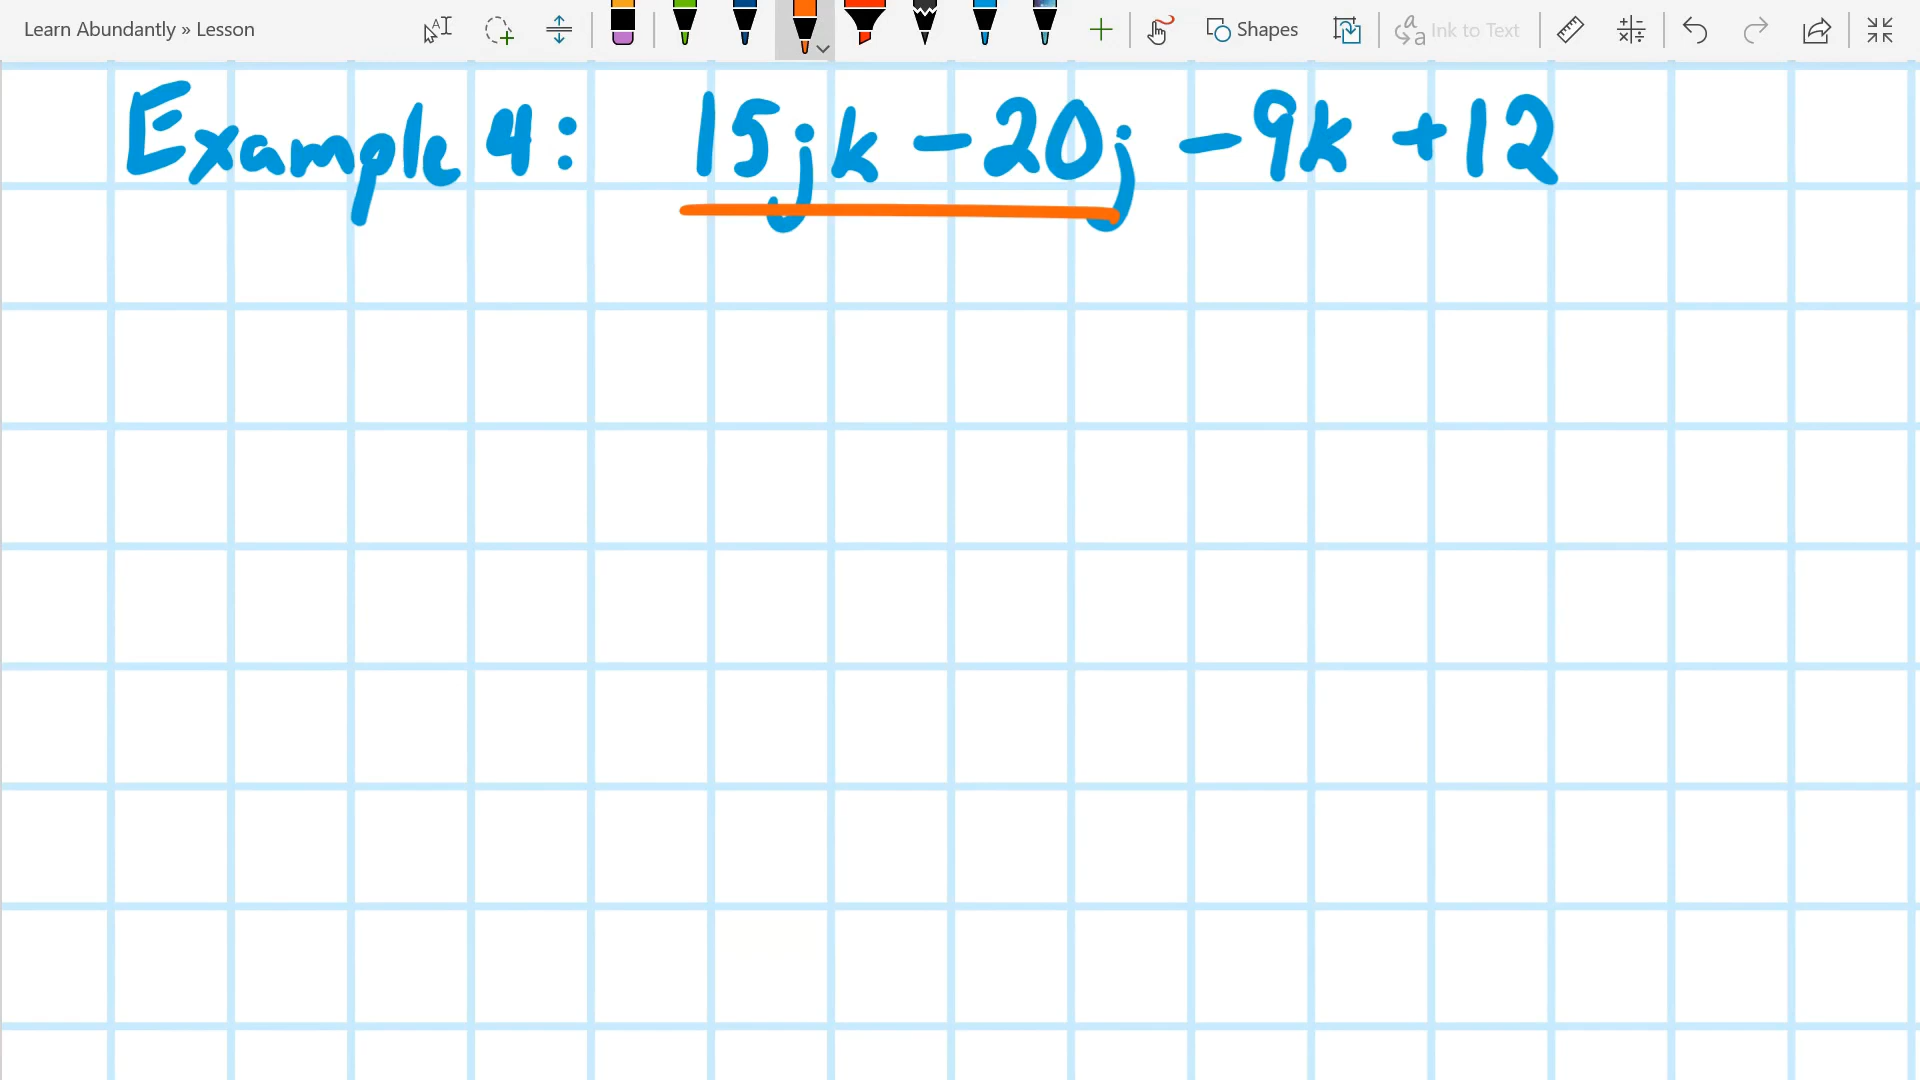 Learn Abundantly » Lesson
Shapes
Ink to Text
Example 4: 15jk - 20j - 9k + 12